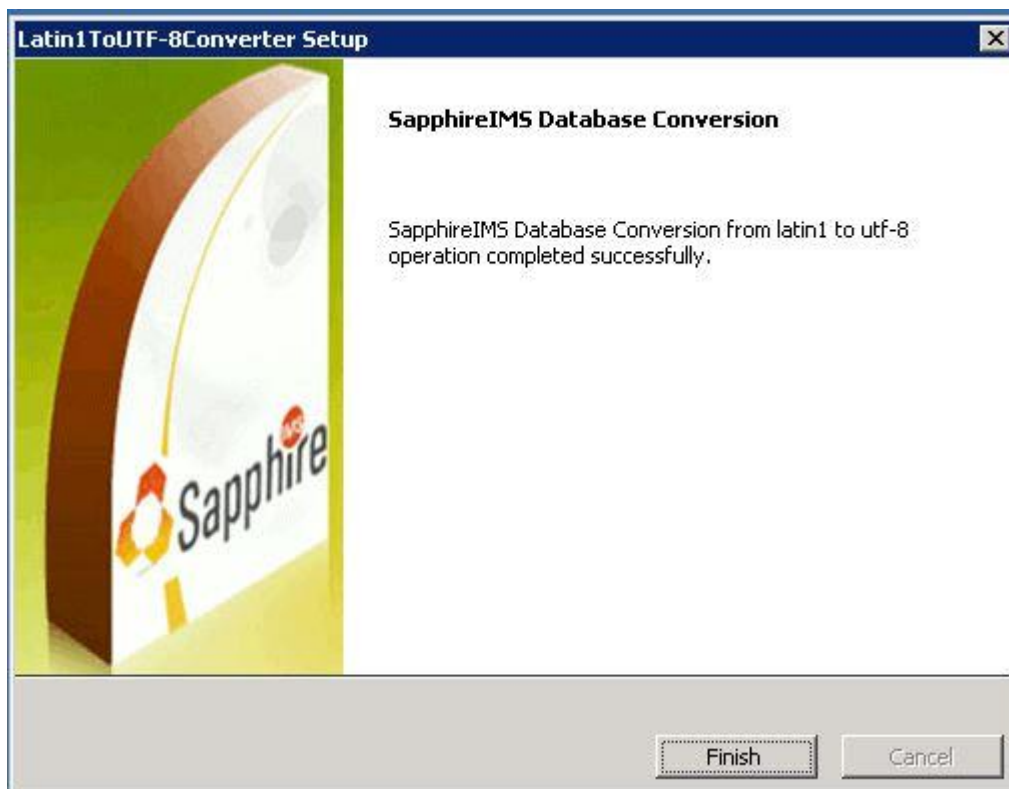 Latin1ToUTF-8Converter Setup
SapphireIMS Database Conversion
SapphireIMS Database Conversion from latin1 to utf-8
operation completed successfully.
IMS
Sapphire
Finish
Cancel